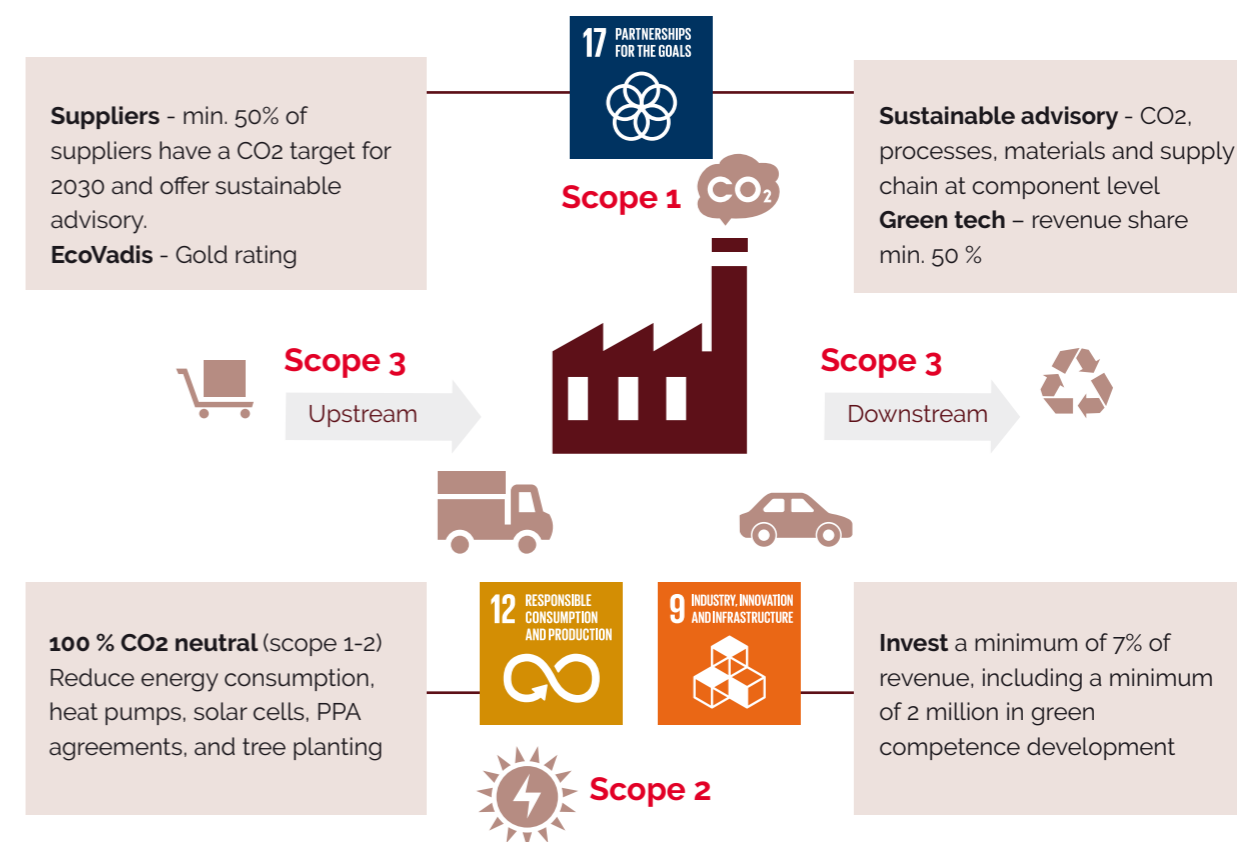 17 PARTNERSHIPS
FOR THE GOALS
Suppliers - min. 50% of
suppliers have a CO2 target for
2030 and offer sustainable
advisory.
EcoVadis - Gold rating
Sustainable advisory - CO2,
processes, materials and supply
chain at component level
Green tech – revenue share
min. 50 %
Scope 1
CO₂
Scope 3
Upstream
Scope 3
Downstream
100 % CO2 neutral (scope 1-2)
Reduce energy consumption,
heat pumps, solar cells, PPA
agreements, and tree planting
12 RESPONSIBLE
CONSUMPTION
AND PRODUCTION
9 INDUSTRY, INNOVATION
AND INFRASTRUCTURE
Invest a minimum of 7% of
revenue, including a minimum
of 2 million in green
competence development
Scope 2